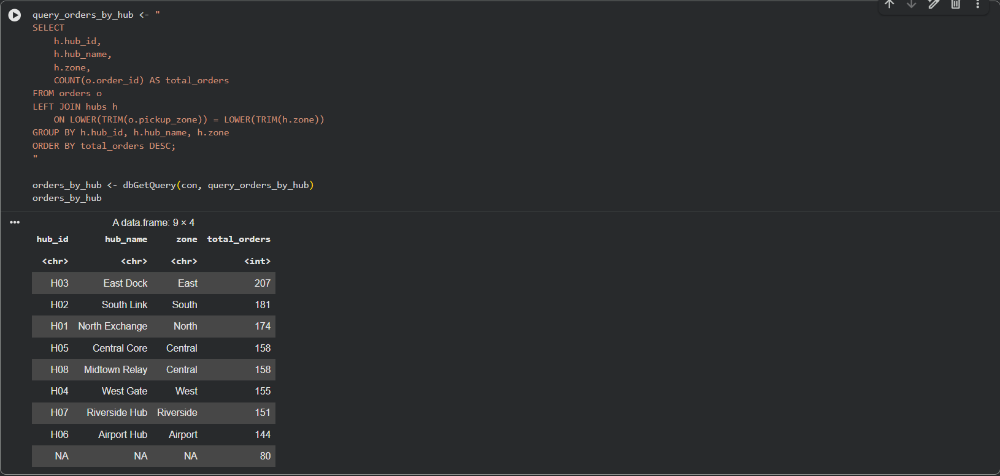 query_orders_by_hub <- "
SELECT
    h.hub_id,
    h.hub_name,
    h.zone,
    COUNT(o.order_id) AS total_orders
FROM orders o
LEFT JOIN hubs h
    ON LOWER(TRIM(o.pickup_zone)) = LOWER(TRIM(h.zone))
GROUP BY h.hub_id, h.hub_name, h.zone
ORDER BY total_orders DESC;
"
orders_by_hub <- dbGetQuery(con, query_orders_by_hub)
orders_by_hub
A data.frame: 9 × 4
hub_id hub_name zone total_orders
<chr> <chr> <chr> <int>
H03 East Dock East 207
H02 South Link South 181
H01 North Exchange North 174
H05 Central Core Central 158
H08 Midtown Relay Central 158
H04 West Gate West 155
H07 Riverside Hub Riverside 151
H06 Airport Hub Airport 144
NA NA NA 80